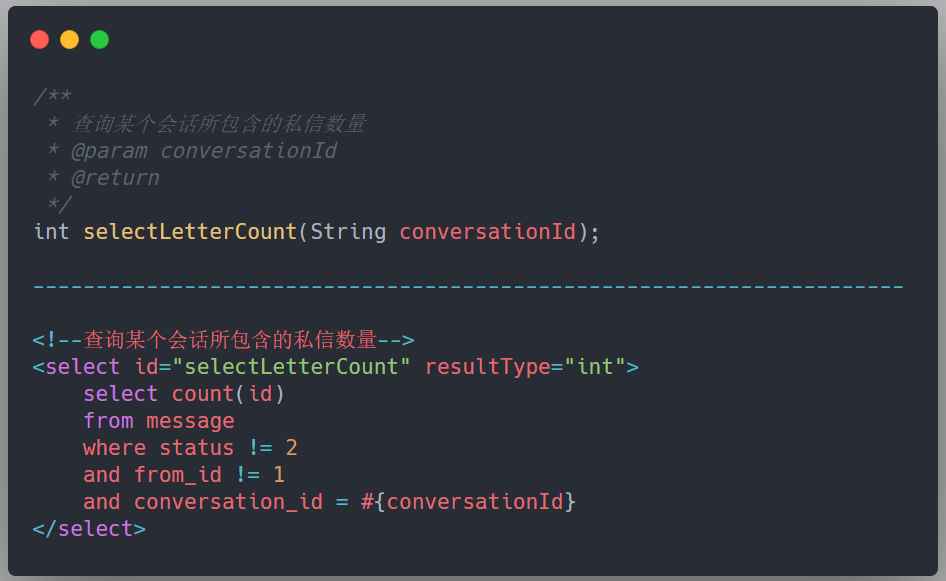 /**
 * 查询某个会话所包含的私信数量
 * @param conversationId
 * @return
 */
int selectLetterCount(String conversationId);
---------------------------------------------------------------------
<!--查询某个会话所包含的私信数量-->
<select id="selectLetterCount" resultType="int">
    select count(id)
    from message
    where status != 2
    and from_id != 1
    and conversation_id = #{conversationId}
</select>